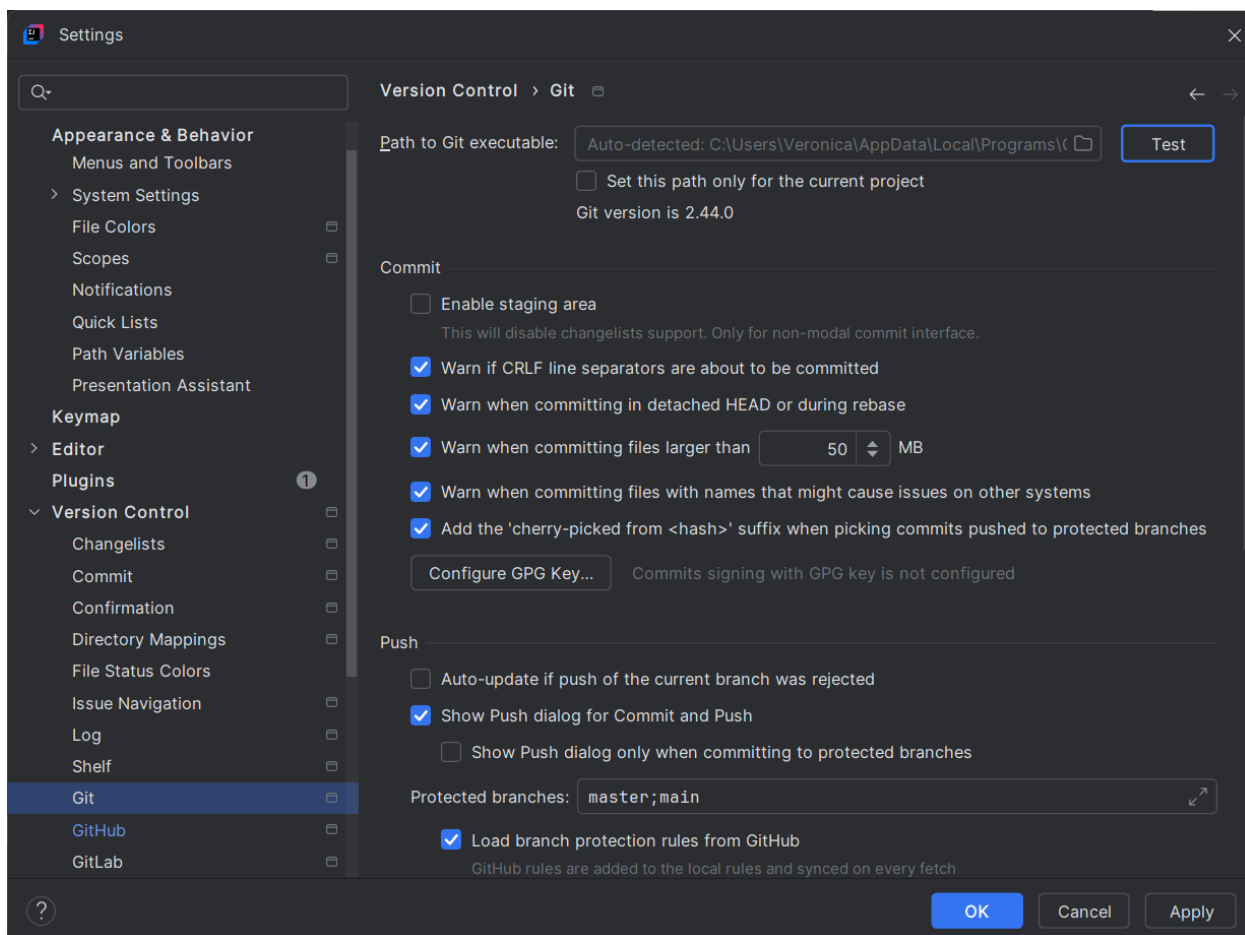 Settings
Appearance & Behavior
Menus and Toolbars
System Settings
File Colors
Scopes
Notifications
Quick Lists
Path Variables
Presentation Assistant
Keymap
Editor
Plugins 1
Version Control
Changelists
Commit
Confirmation
Directory Mappings
File Status Colors
Issue Navigation
Log
Shelf
Git
GitHub
GitLab
Version Control › Git
Path to Git executable: Auto-detected: C:\Users\Veronica\AppData\Local\Programs\ Test
Set this path only for the current project
Git version is 2.44.0
Commit
Enable staging area
This will disable changelists support. Only for non-modal commit interface.
Warn if CRLF line separators are about to be committed
Warn when committing in detached HEAD or during rebase
Warn when committing files larger than 50 MB
Warn when committing files with names that might cause issues on other systems
Add the 'cherry-picked from <hash>' suffix when picking commits pushed to protected branches
Configure GPG Key... Commits signing with GPG key is not configured
Push
Auto-update if push of the current branch was rejected
Show Push dialog for Commit and Push
Show Push dialog only when committing to protected branches
Protected branches: master;main
Load branch protection rules from GitHub
GitHub rules are added to the local rules and synced on every fetch
? OK Cancel Apply